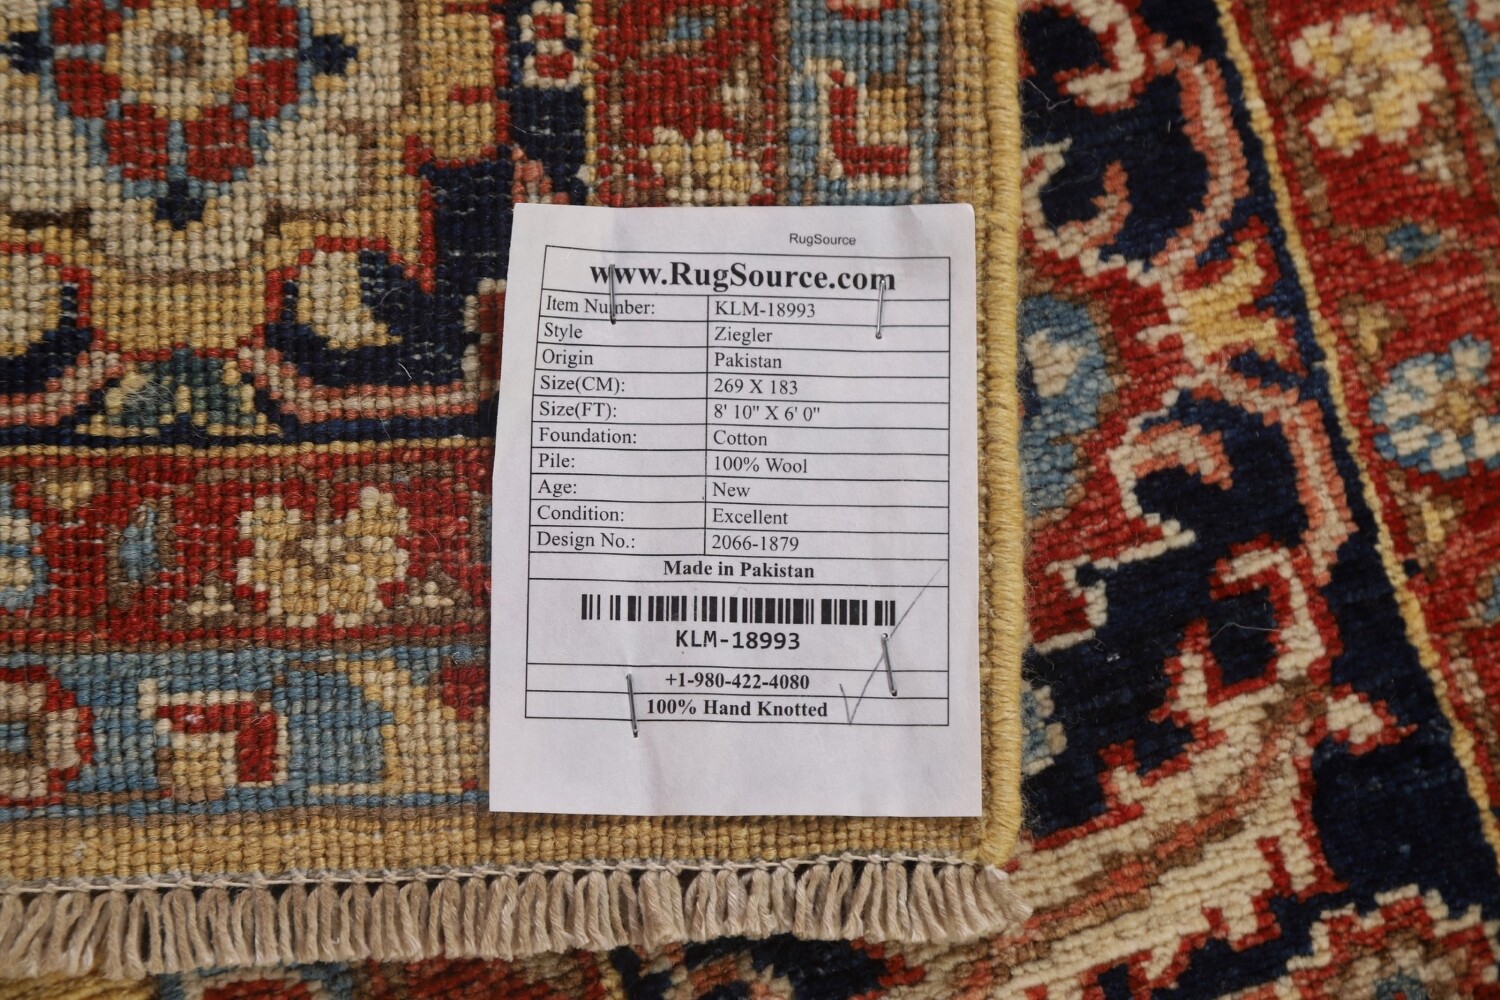 RugSource
www.RugSource.com
Item Number: KLM-18993
Style Ziegler
Origin Pakistan
Size(CM): 269 X 183
Size(FT): 8' 10" X 6' 0"
Foundation: Cotton
Pile: 100% Wool
Age: New
Condition: Excellent
Design No.: 2066-1879
Made in Pakistan
KLM-18993
+1-980-422-4080
100% Hand Knotted